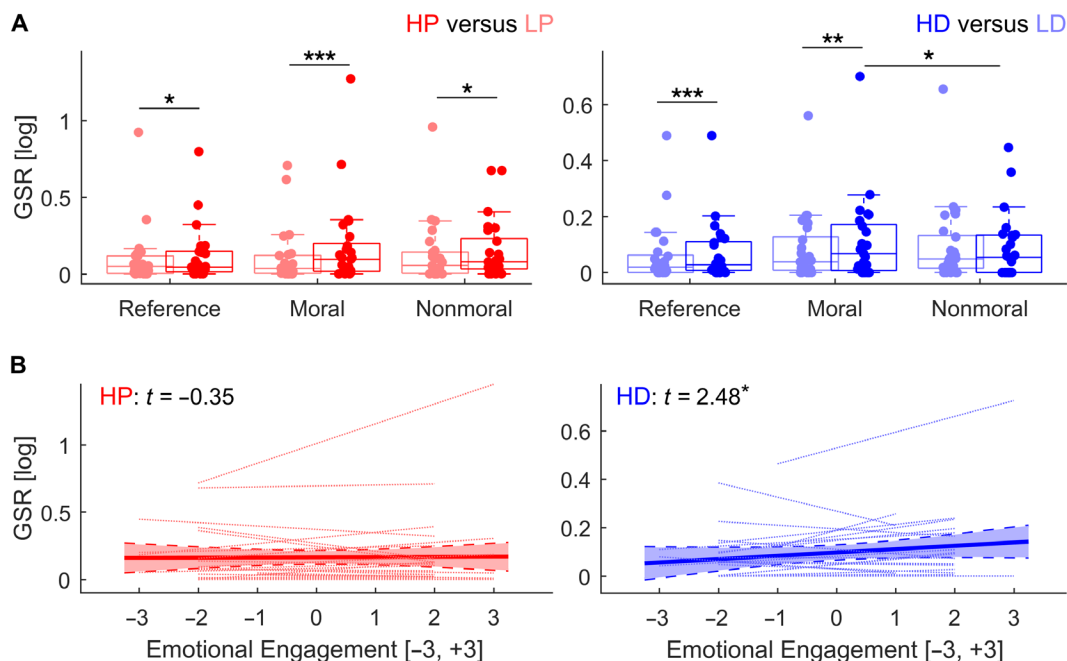 A
HP versus LP
HD versus LD
GSR [log]
1
0.5
0
*
***
*
Reference
Moral
Nonmoral
0.6
0.4
0.2
0
***
**
*
Reference
Moral
Nonmoral
B
HP: t = –0.35
GSR [log]
1
0.5
0
–3 –2 –1 0 1 2 3
Emotional Engagement [–3, +3]
HD: t = 2.48*
0.6
0.4
0.2
0
–3 –2 –1 0 1 2 3
Emotional Engagement [–3, +3]